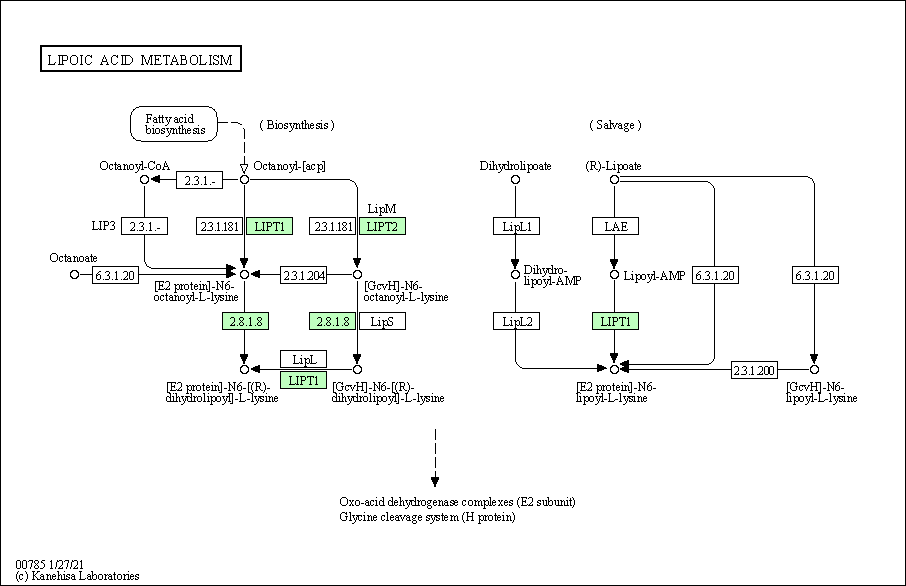 LIPOIC ACID METABOLISM
Fatty acid
biosynthesis
( Biosynthesis )
( Salvage )
Octanoyl-CoA
2.3.1.-
Octanoyl-[acp]
Dihydrolipoate
(R)-Lipoate
LIP3
2.3.1.-
2.3.1.181
LIPT1
2.3.1.181
LipM
LIPT2
LipL1
LAE
Octanoate
6.3.1.20
2.3.1.204
[E2 protein]-N6-
octanoyl-L-lysine
[GcvH]-N6-
octanoyl-L-lysine
Dihydro-
lipoyl-AMP
Lipoyl-AMP
6.3.1.20
6.3.1.20
2.8.1.8
2.8.1.8
LipS
LipL2
LIPT1
LipL
LIPT1
2.3.1.200
[E2 protein]-N6-[(R)-
dihydrolipoyl]-L-lysine
[GcvH]-N6-[(R)-
dihydrolipoyl]-L-lysine
[E2 protein]-N6-
lipoyl-L-lysine
[GcvH]-N6-
lipoyl-L-lysine
Oxo-acid dehydrogenase complexes (E2 subunit)
Glycine cleavage system (H protein)
00785 1/27/21
(c) Kanehisa Laboratories